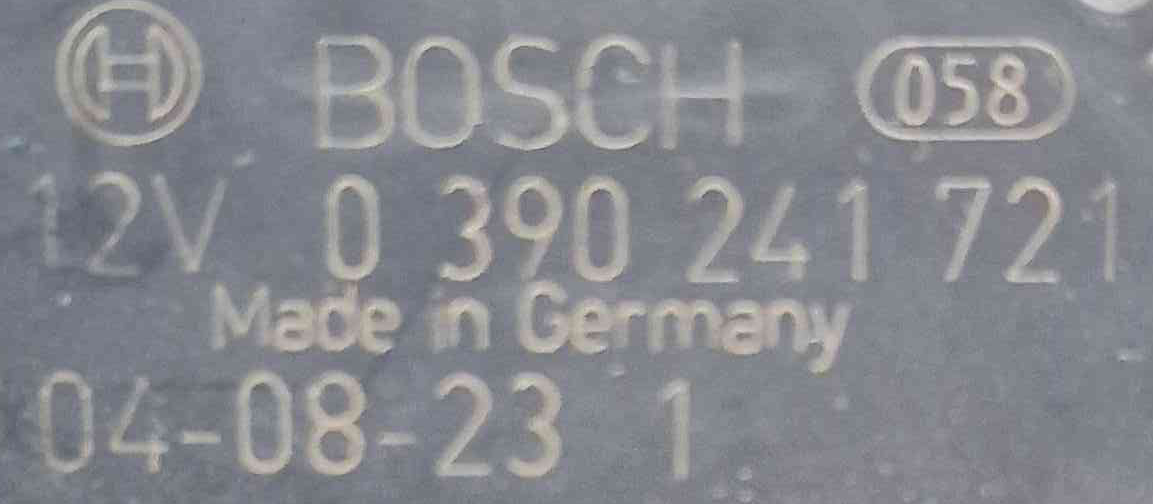 BOSCH 058
12V 0 390 241 721
Made in Germany
04-08-23 1